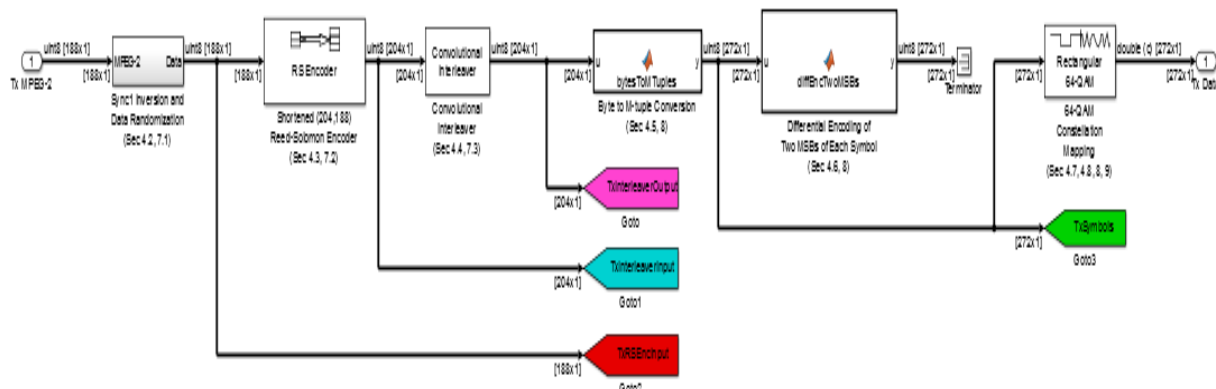 uint8 [188x1]
uint8 [188x1]
uint8 [204x1]
uint8 [204x1]
uint8 [272x1]
uint8 [272x1]
double (c) [272x1]
1
Tx MPEG-2
[188x1]
MPEG-2
Data
Sync1 Inversion and
Data Randomization
(Sec 4.2, 7.1)
[188x1]
RS Encoder
Shortened (204,188)
Reed-Solomon Encoder
(Sec 4.3, 7.2)
[204x1]
Convolutional
Interleaver
Convolutional
Interleaver
(Sec 4.4, 7.3)
[204x1]
u
bytesToMTuples
y
Byte to M-tuple Conversion
(Sec 4.5, 8)
[272x1]
u
diffEncTwoMSBs
y
Differential Encoding of
Two MSBs of Each Symbol
(Sec 4.6, 8)
[272x1]
Terminator
[272x1]
Rectangular
64-QAM
64-QAM
Constellation
Mapping
(Sec 4.7, 4.8, 8, 9)
[272x1]
1
Tx Data
TxInterleaverOutput
[204x1]
Goto
TxSymbols
[272x1]
Goto3
TxInterleaverInput
[204x1]
Goto1
TxRSEncInput
[188x1]
Goto2